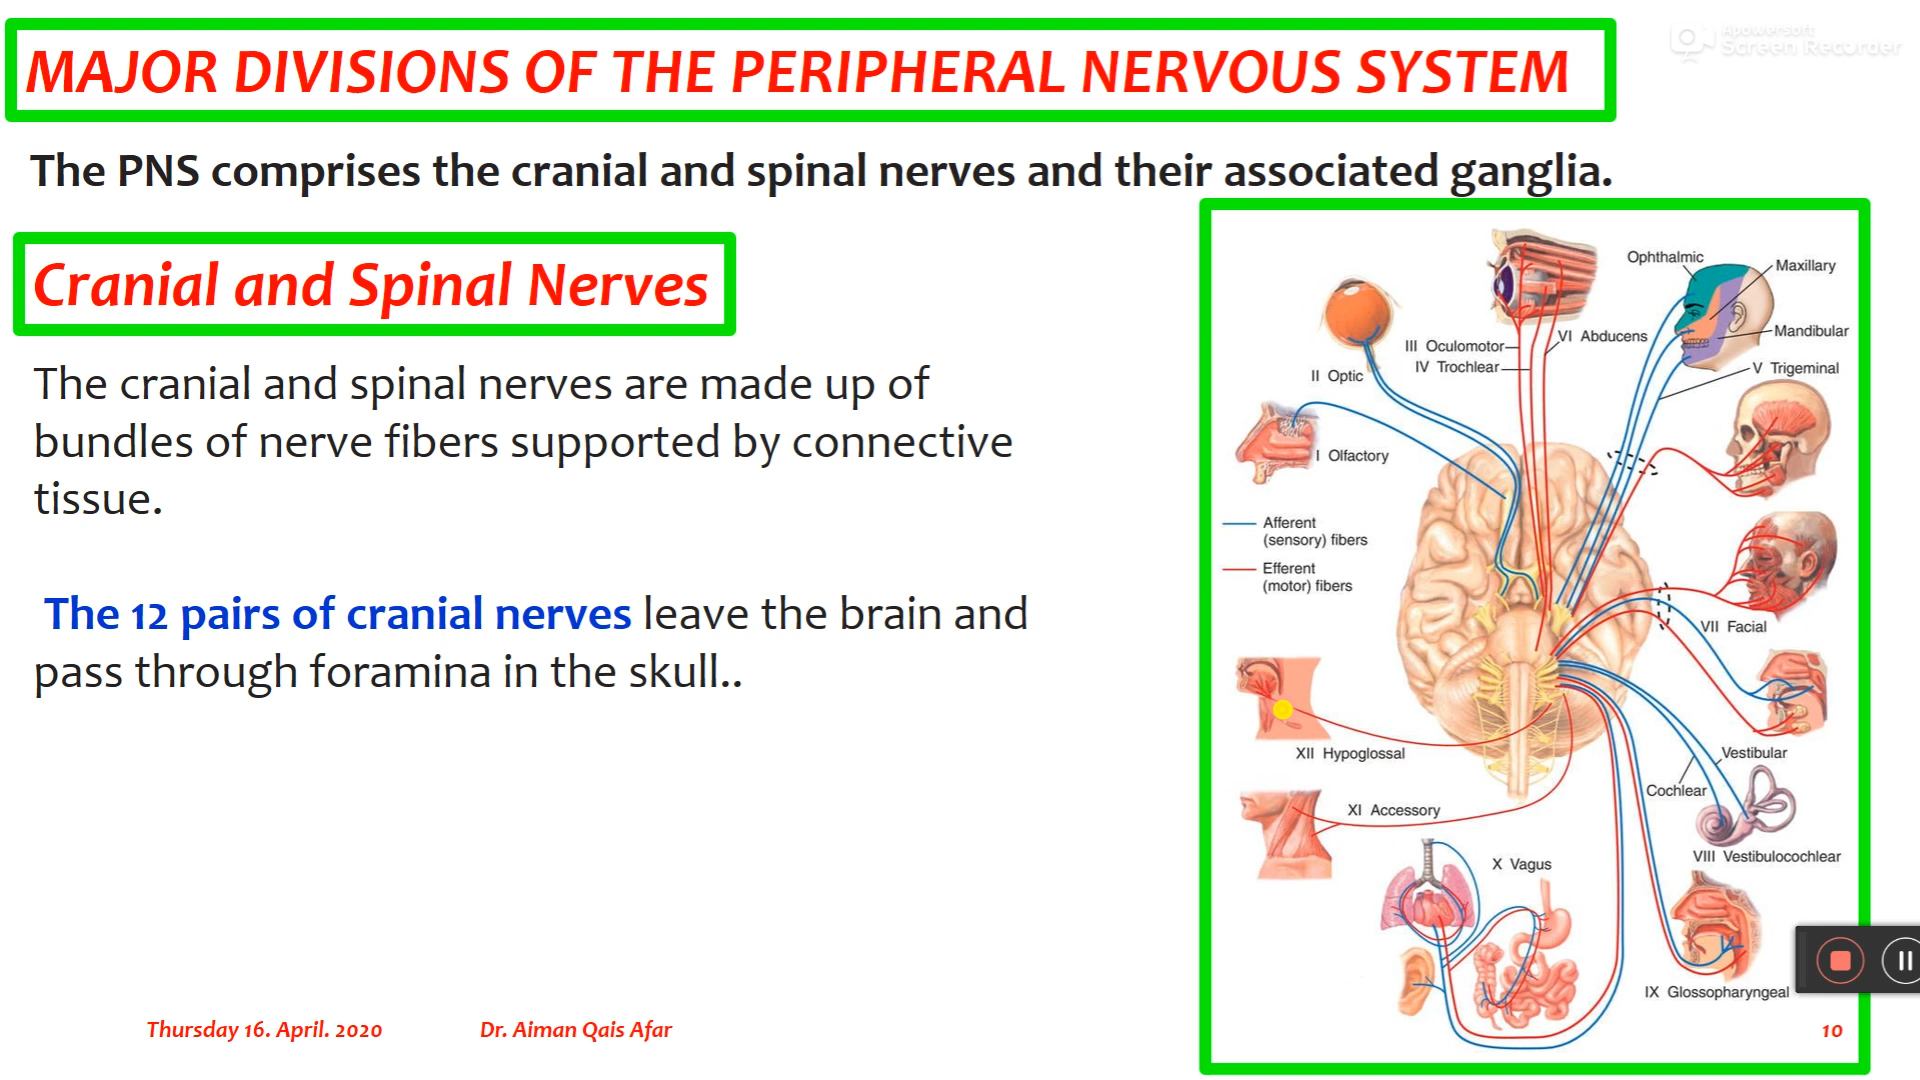 MAJOR DIVISIONS OF THE PERIPHERAL NERVOUS SYSTEM
Apowersoft
Screen Recorder
The PNS comprises the cranial and spinal nerves and their associated ganglia.
Cranial and Spinal Nerves
The cranial and spinal nerves are made up of
bundles of nerve fibers supported by connective
tissue.
The 12 pairs of cranial nerves leave the brain and
pass through foramina in the skull..
Ophthalmic
Maxillary
Mandibular
V Trigeminal
VI Abducens
III Oculomotor
IV Trochlear
II Optic
I Olfactory
Afferent
(sensory) fibers
Efferent
(motor) fibers
VII Facial
XII Hypoglossal
Vestibular
Cochlear
XI Accessory
VIII Vestibulocochlear
X Vagus
IX Glossopharyngeal
Thursday 16. April. 2020
Dr. Aiman Qais Afar
10